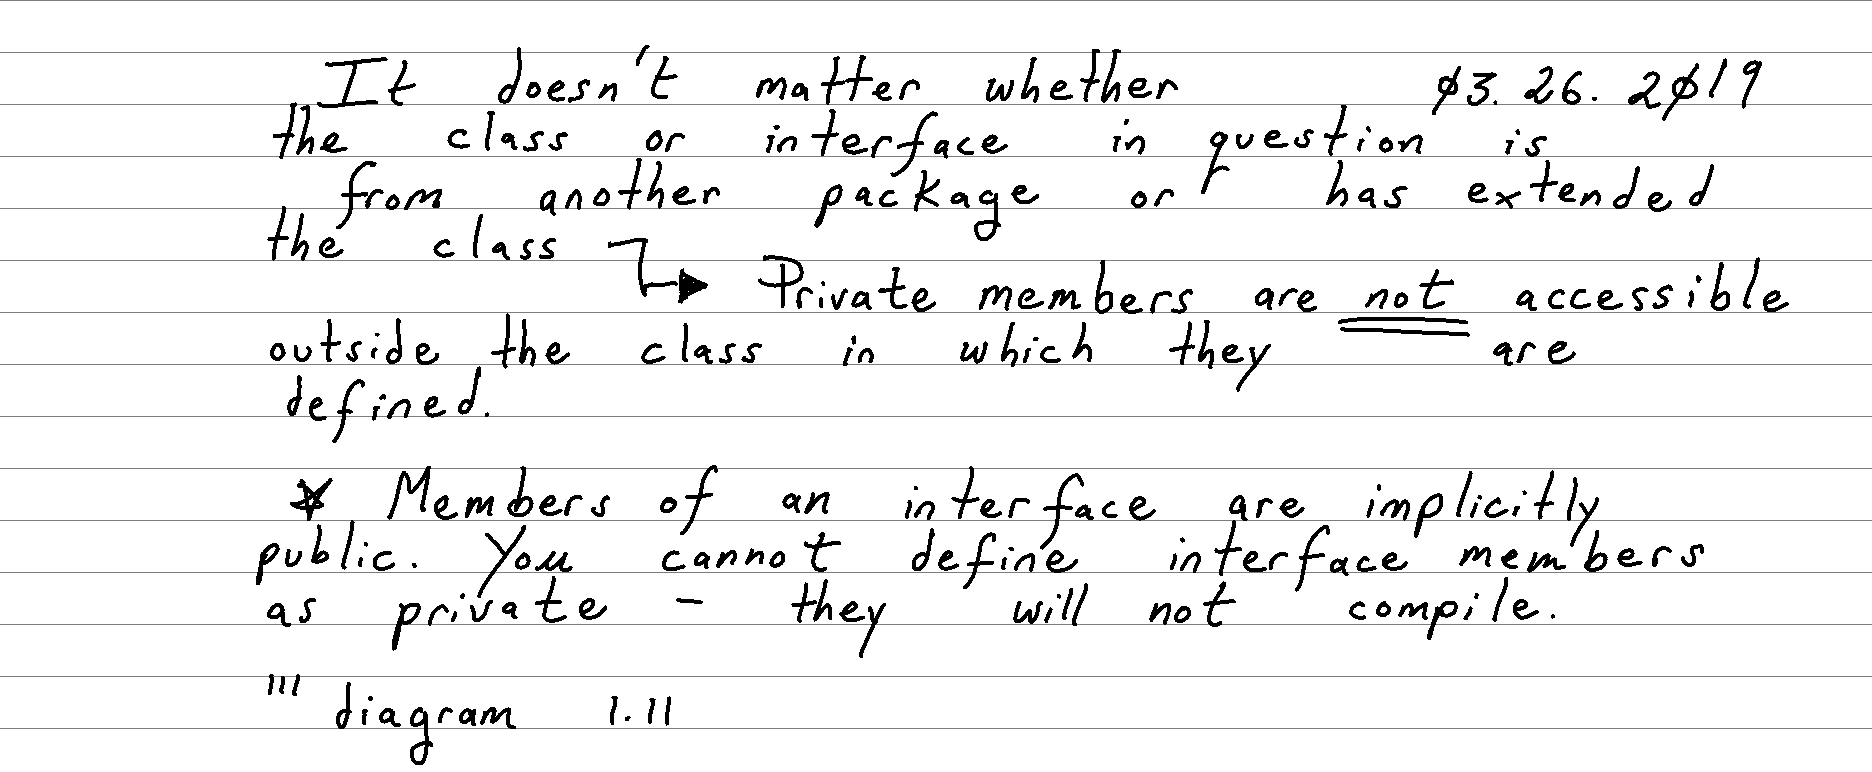 It doesn't matter whether 03.26.2019
the class or interface in question is
from another package or has extended
the class
Private members are not accessible
outside the class in which they are
defined.
* Members of an interface are implicitly
public. You cannot define interface members
as private - they will not compile.
''' diagram 1.11